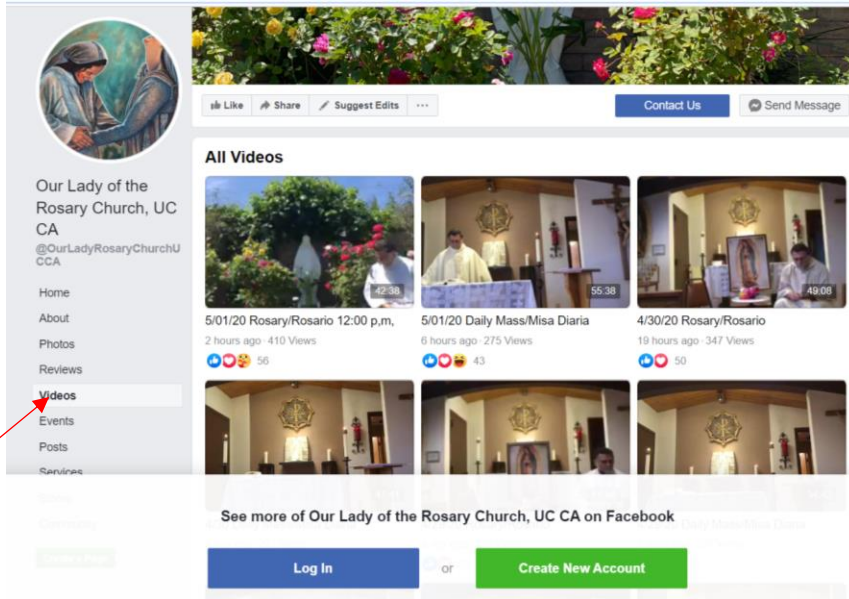 Like
Share
Suggest Edits
...
Contact Us
Send Message
Our Lady of the
Rosary Church, UC
CA
@OurLadyRosaryChurchU
CCA
Home
About
Photos
Reviews
Videos
Events
Posts
Services
All Videos
42:38
55:38
49:08
5/01/20 Rosary/Rosario 12:00 p,m,
2 hours ago · 410 Views
56
5/01/20 Daily Mass/Misa Diaria
6 hours ago · 275 Views
43
4/30/20 Rosary/Rosario
19 hours ago · 347 Views
50
See more of Our Lady of the Rosary Church, UC CA on Facebook
Log In
or
Create New Account